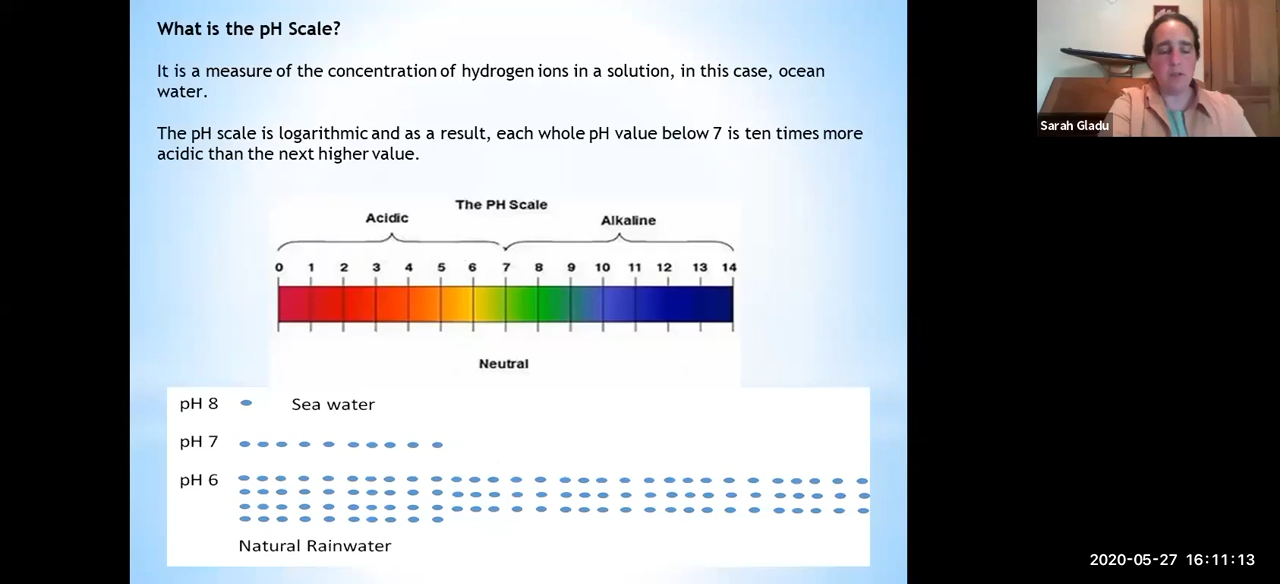 What is the pH Scale?
It is a measure of the concentration of hydrogen ions in a solution, in this case, ocean
water.
The pH scale is logarithmic and as a result, each whole pH value below 7 is ten times more
acidic than the next higher value.
The PH Scale
Acidic
Alkaline
0 1 2 3 4 5 6 7 8 9 10 11 12 13 14
Neutral
pH 8 Sea water
pH 7
pH 6
Natural Rainwater
Sarah Gladu
2020-05-27 16:11:13